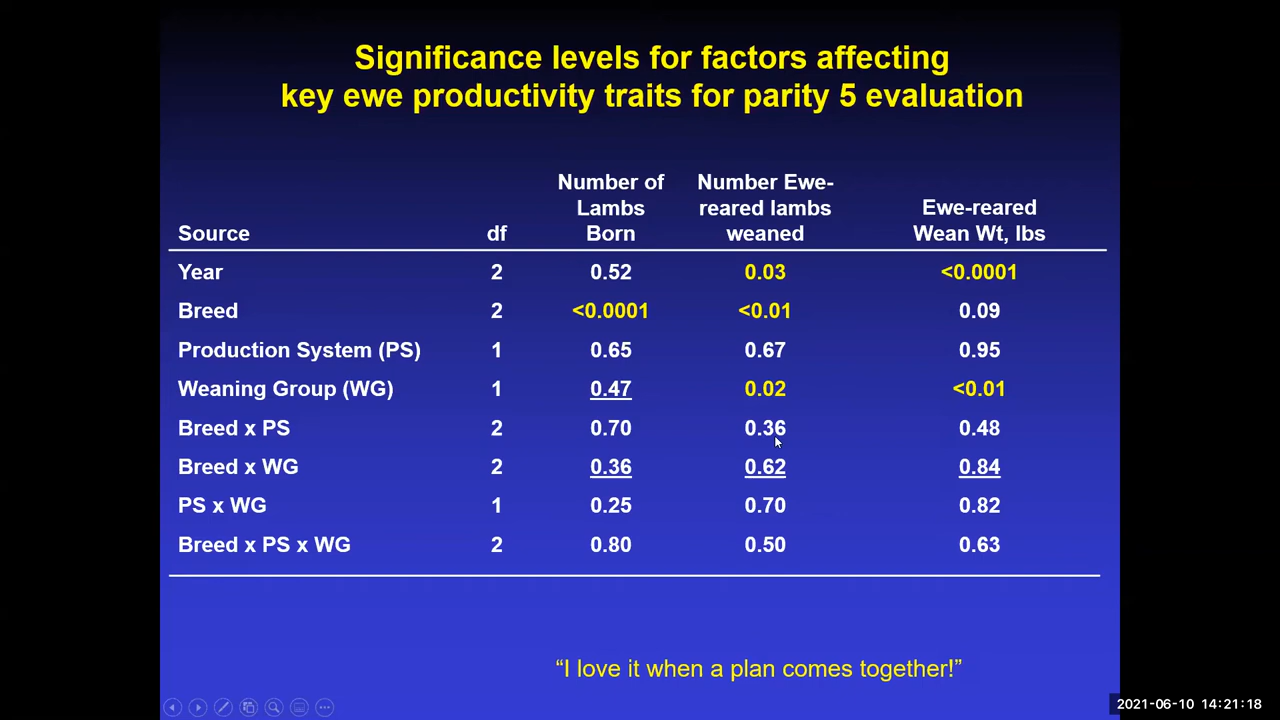 Significance levels for factors affecting
key ewe productivity traits for parity 5 evaluation
Number of Lambs Born
Number Ewe-reared lambs weaned
Ewe-reared Wean Wt, lbs
Source df
Year 2 0.52 0.03 <0.0001
Breed 2 <0.0001 <0.01 0.09
Production System (PS) 1 0.65 0.67 0.95
Weaning Group (WG) 1 0.47 0.02 <0.01
Breed x PS 2 0.70 0.36 0.48
Breed x WG 2 0.36 0.62 0.84
PS x WG 1 0.25 0.70 0.82
Breed x PS x WG 2 0.80 0.50 0.63
“I love it when a plan comes together!”
2021-06-10 14:21:18